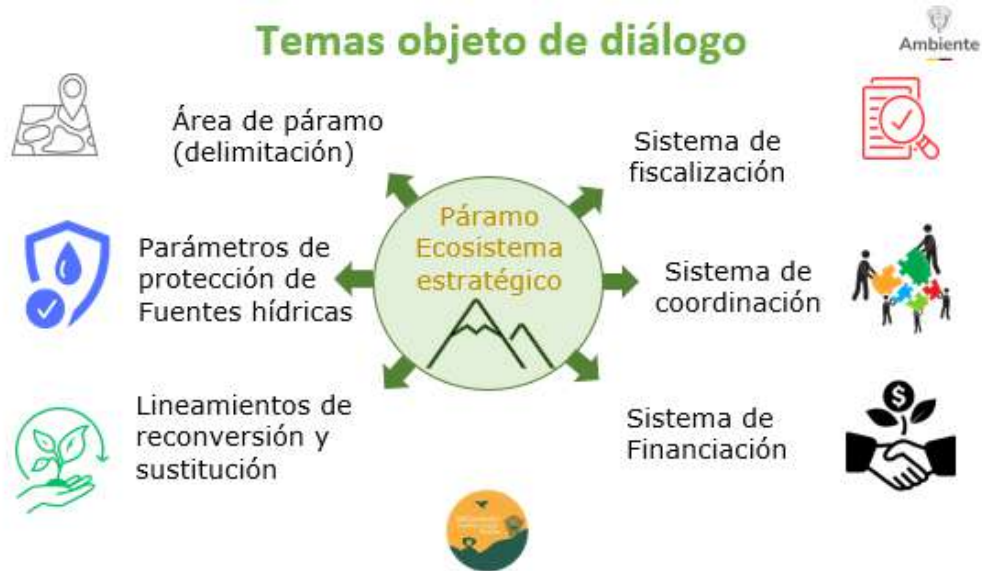 Temas objeto de diálogo
Ambiente
Área de páramo
(delimitación)
Parámetros de
protección de
Fuentes hídricas
Lineamientos de
reconversión y
sustitución
Páramo
Ecosistema
estratégico
Sistema de
fiscalización
Sistema de
coordinación
Sistema de
Financiación